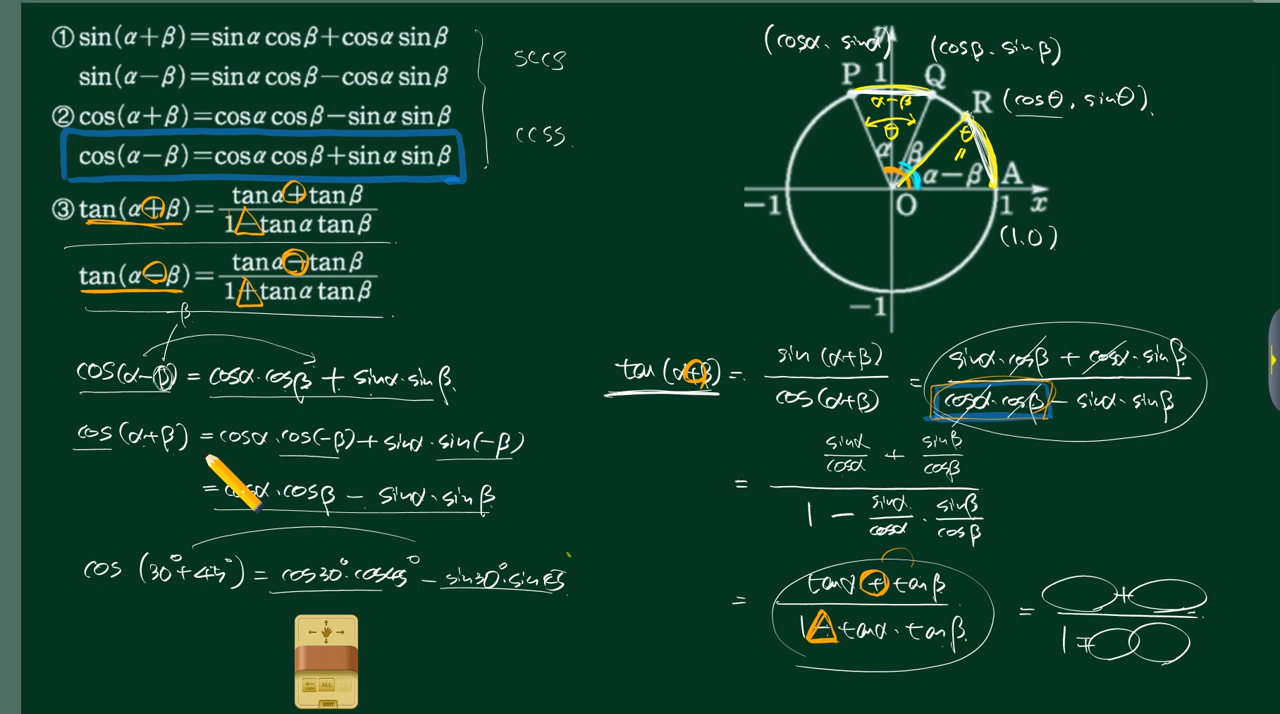 ① sin(α+β)=sinα cosβ+cosα sinβ
sin(α−β)=sinα cosβ−cosα sinβ
② cos(α+β)=cosα cosβ−sinα sinβ
cos(α−β)=cosα cosβ+sinα sinβ
③ tan(α+β)= (tanα+tanβ)/(1−tanα tanβ)
tan(α−β)= (tanα−tanβ)/(1+tanα tanβ)
sccs
ccss.
−β
cos(α−β) = cosα·cosβ + sinα·sinβ.
cos(α+β) = cosα·cos(−β)+ sinα·sin(−β)
= cosα·cosβ − sinα·sinβ
cos (30°+45°) = cos30°·cos45° − sin30°·sin45°
(cosα, sinα)
(cosβ, sinβ)
y
P 1 Q
R (cosθ, sinθ).
α−β
θ
θ
=
α β α−β A
−1 O 1 x
(1,0)
−1
tan (α+β) = sin(α+β)/cos(α+β) = (sinα·cosβ + cosα·sinβ)/(cosα·cosβ − sinα·sinβ)
= (sinα/cosα + sinβ/cosβ)/(1 − sinα/cosα · sinβ/cosβ)
= (tanα + tanβ)/(1 − tanα·tanβ) = +/1∓
EXIT